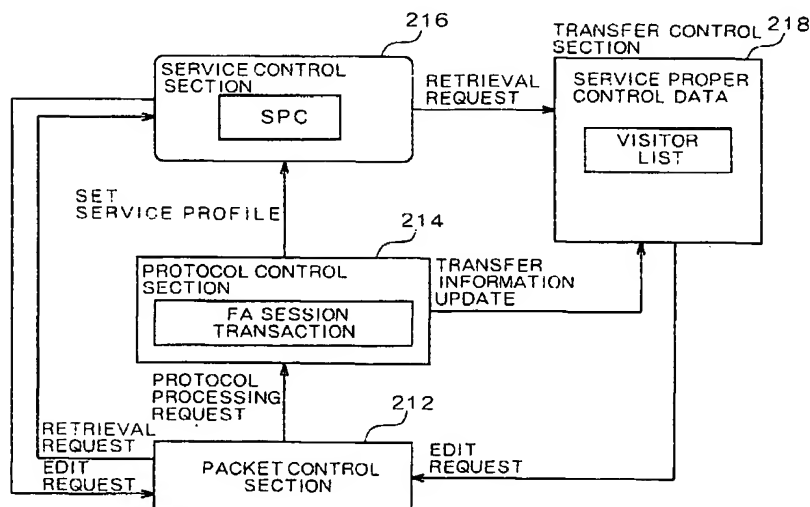 216
TRANSFER CONTROL
SECTION
218
SERVICE CONTROL
SECTION
SPC
RETRIEVAL
REQUEST
SERVICE PROPER
CONTROL DATA
VISITOR
LIST
SET
SERVICE PROFILE
214
PROTOCOL CONTROL
SECTION
FA SESSION
TRANSACTION
TRANSFER
INFORMATION
UPDATE
PROTOCOL
PROCESSING
REQUEST
212
RETRIEVAL
REQUEST
EDIT
REQUEST
PACKET CONTROL
SECTION
EDIT
REQUEST